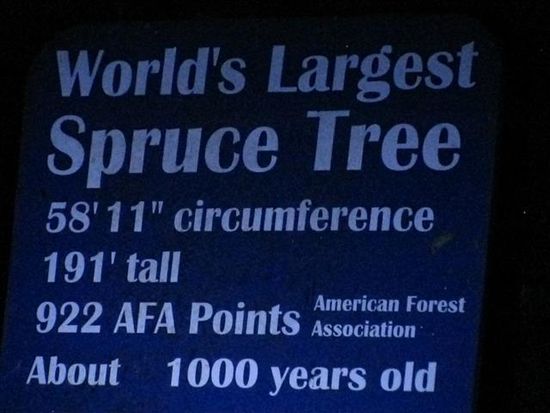 World's Largest
Spruce Tree
58' 11" circumference
191' tall
922 AFA Points American Forest
Association
About 1000 years old